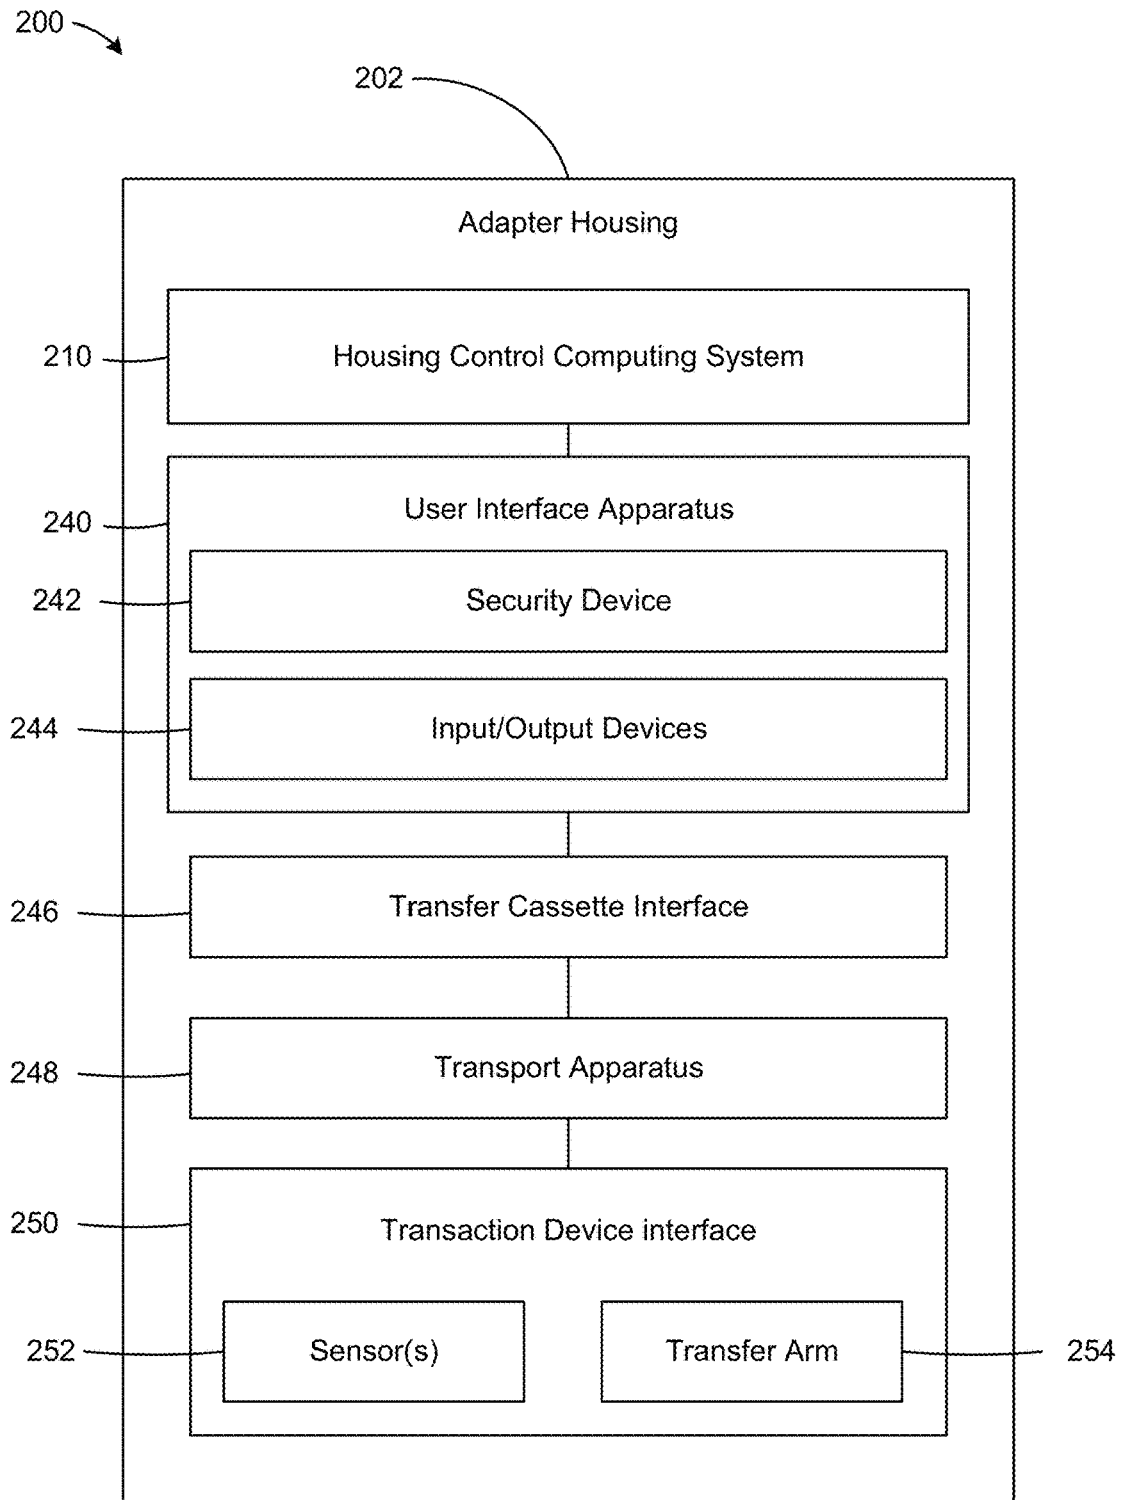 200
202
Adapter Housing
210
Housing Control Computing System
240
User Interface Apparatus
242
Security Device
244
Input/Output Devices
246
Transfer Cassette Interface
248
Transport Apparatus
250
Transaction Device interface
252
Sensor(s)
Transfer Arm
254